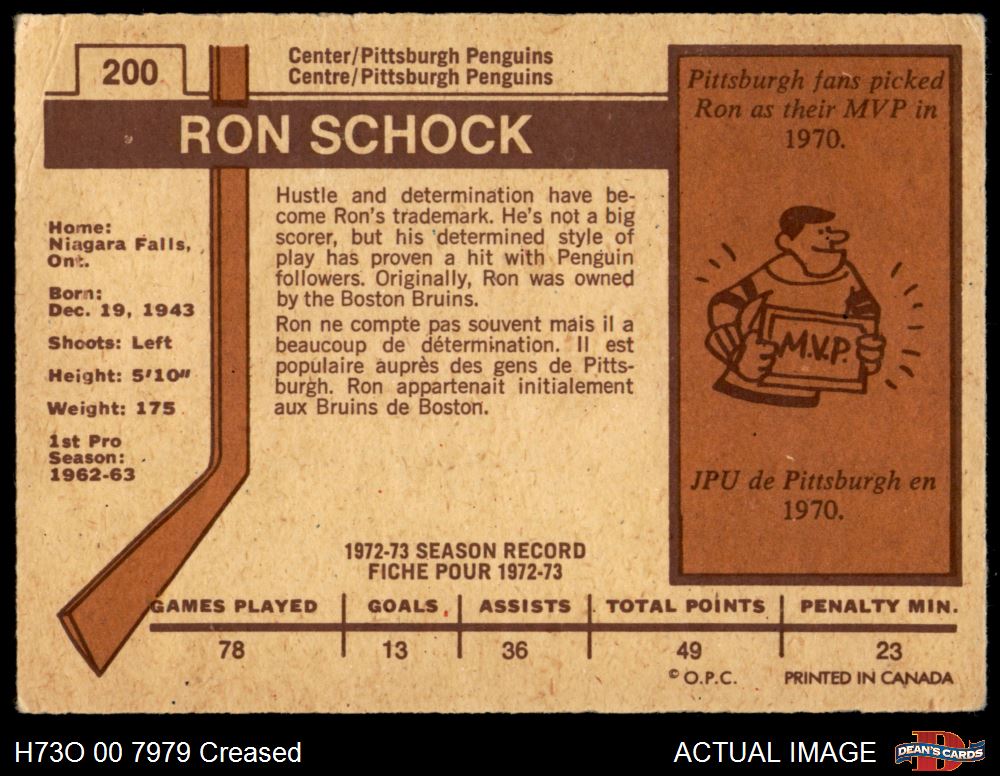 200
Center/Pittsburgh Penguins
Centre/Pittsburgh Penguins
RON SCHOCK
Home:
Niagara Falls,
Ont.
Born:
Dec. 19, 1943
Shoots: Left
Height: 5'10"
Weight: 175
1st Pro
Season:
1962-63
Hustle and determination have be-
come Ron's trademark. He's not a big
scorer, but his determined style of
play has proven a hit with Penguin
followers. Originally, Ron was owned
by the Boston Bruins.
Ron ne compte pas souvent mais il a
beaucoup de détermination. Il est
populaire auprès des gens de Pitts-
burgh. Ron appartenait initialement
aux Bruins de Boston.
Pittsburgh fans picked
Ron as their MVP in
1970.
M.V.P.
JPU de Pittsburgh en
1970.
1972-73 SEASON RECORD
FICHE POUR 1972-73
GAMES PLAYED GOALS ASSISTS TOTAL POINTS PENALTY MIN.
78 13 36 49 23
© O.P.C. PRINTED IN CANADA
H73O 00 7979 Creased
ACTUAL IMAGE
D
DEAN'S CARDS